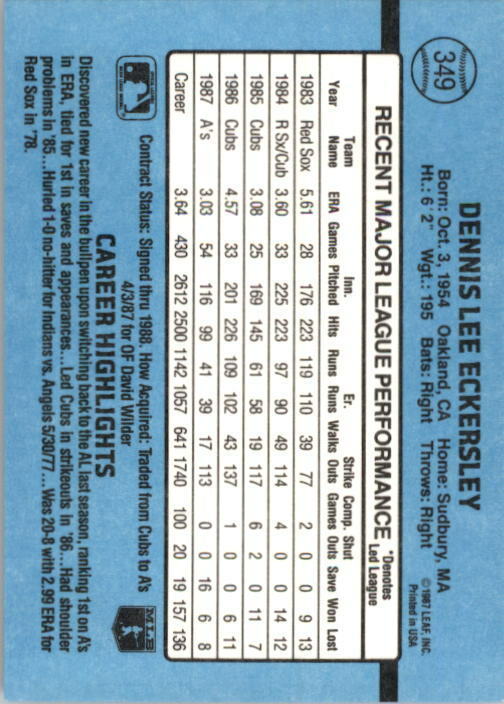 349
DENNIS LEE ECKERSLEY
Born: Oct. 3, 1954 Oakland, CA Home: Sudbury, MA
Ht.: 6' 2" Wgt.: 195 Bats: Right Throws: Right
©1987 LEAF, INC.
Printed in USA
RECENT MAJOR LEAGUE PERFORMANCE
*Denotes
Led League
Team Inn. Er. Strike Comp. Shut
Year Name ERA Games Pitched Hits Runs Runs Walks Outs Games Outs Save Won Lost
1983 Red Sox 5.61 28 176 223 119 110 39 77 2 0 0 9 13
1984 R Sx/Cub 3.60 33 225 223 97 90 49 114 4 0 0 14 12
1985 Cubs 3.08 25 169 145 61 58 19 117 6 2 0 11 7
1986 Cubs 4.57 33 201 226 109 102 43 137 1 0 0 6 11
1987 A's 3.03 54 116 99 41 39 17 113 0 0 16 6 8
Career 3.64 430 2612 2500 1142 1057 641 1740 100 20 19 157 136
Contract Status: Signed thru 1988. How Acquired: Traded from Cubs to A's
4/3/87 for OF David Wilder
MLB
CAREER HIGHLIGHTS
Discovered new career in the bullpen upon switching back to the AL last season, ranking 1st on A's
in ERA, tied for 1st in saves and appearances...Led Cubs in strikeouts in '86...Had shoulder
problems in '85...Hurled 1-0 no-hitter for Indians vs. Angels 5/30/77...Was 20-8 with 2.99 ERA for
Red Sox in '78.